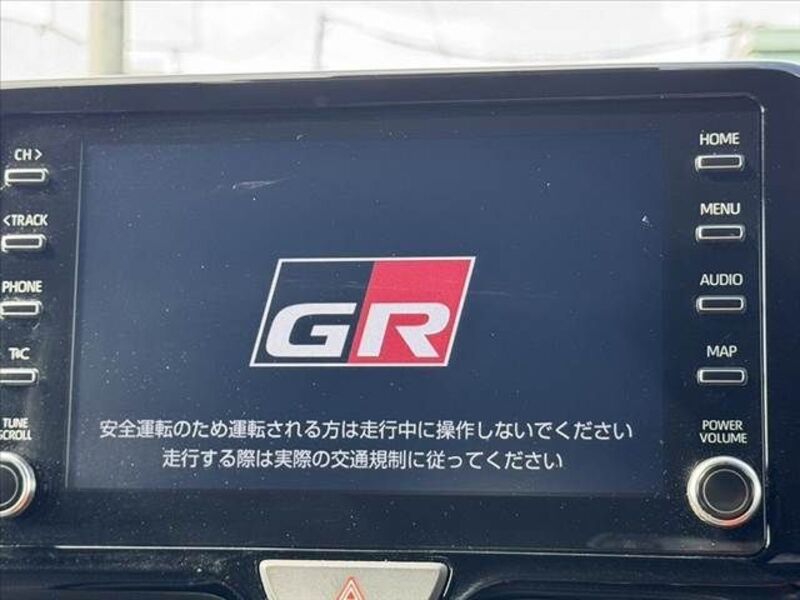 CH>
<TRACK
PHONE
T&C
TUNE
SCROLL
GR
安全運転のため運転される方は走行中に操作しないでください
走行する際は実際の交通規制に従ってください
HOME
MENU
AUDIO
MAP
POWER
VOLUME